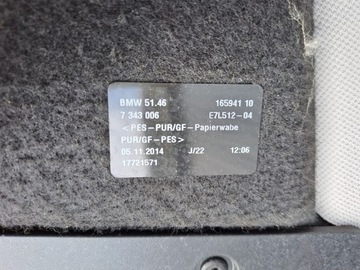 BMW 51.46 165941 10
7 343 006 E7L512-04
<PES-PUR/GF-Papierwabe
PUR/GF-PES>
05.11.2014 J/22 12:06
17721571